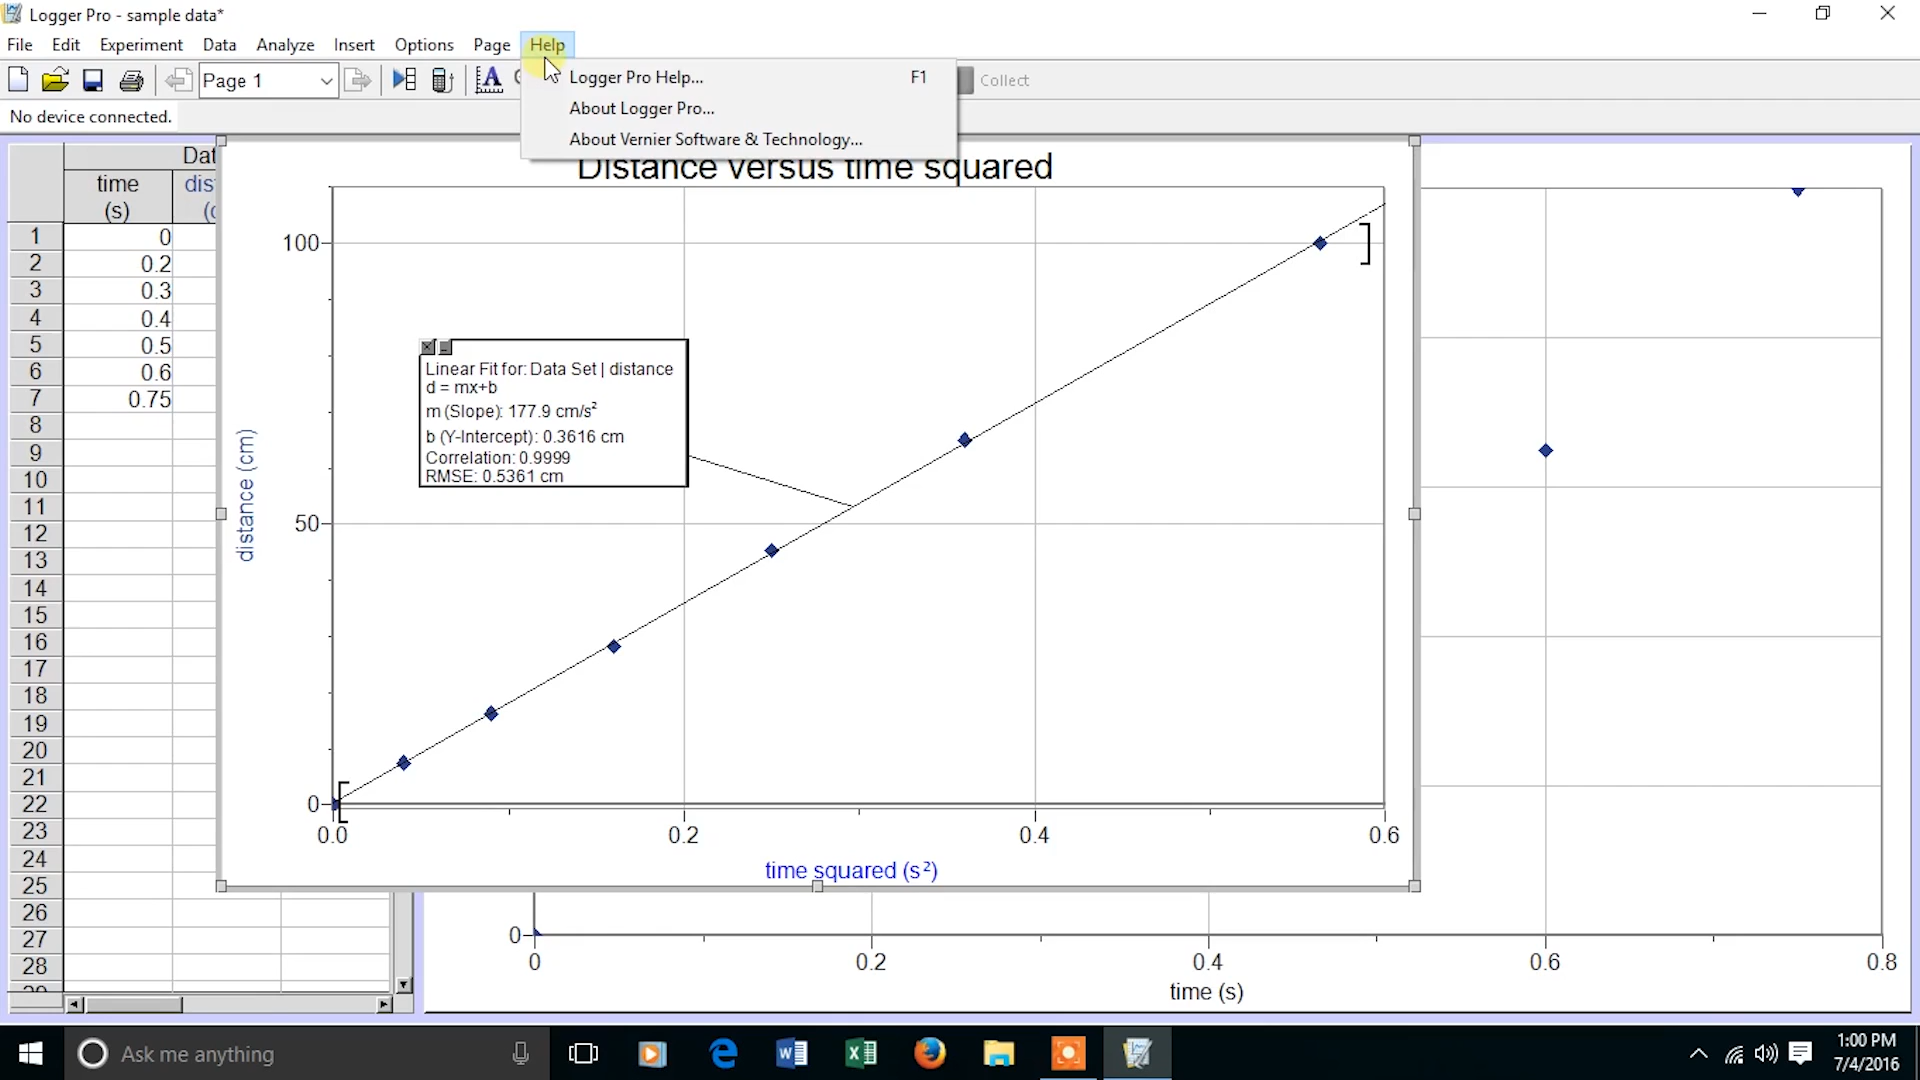 Logger Pro - sample data*
File Edit Experiment Data Analyze Insert Options Page Help
Page 1
Collect
Logger Pro Help... F1
About Logger Pro...
About Vernier Software & Technology...
No device connected.
time
(s)
1 0
2 0.2
3 0.3
4 0.4
5 0.5
6 0.6
7 0.75
8
9
10
11
12
13
14
15
16
17
18
19
20
21
22
23
24
25
26
27
28
Distance versus time squared
100
50
0
distance (cm)
Linear Fit for: Data Set | distance
d = mx+b
m (Slope): 177.9 cm/s²
b (Y-Intercept): 0.3616 cm
Correlation: 0.9999
RMSE: 0.5361 cm
0.0 0.2 0.4 0.6
time squared (s²)
0
0 0.2 0.4 0.6 0.8
time (s)
Ask me anything
1:00 PM
7/4/2016